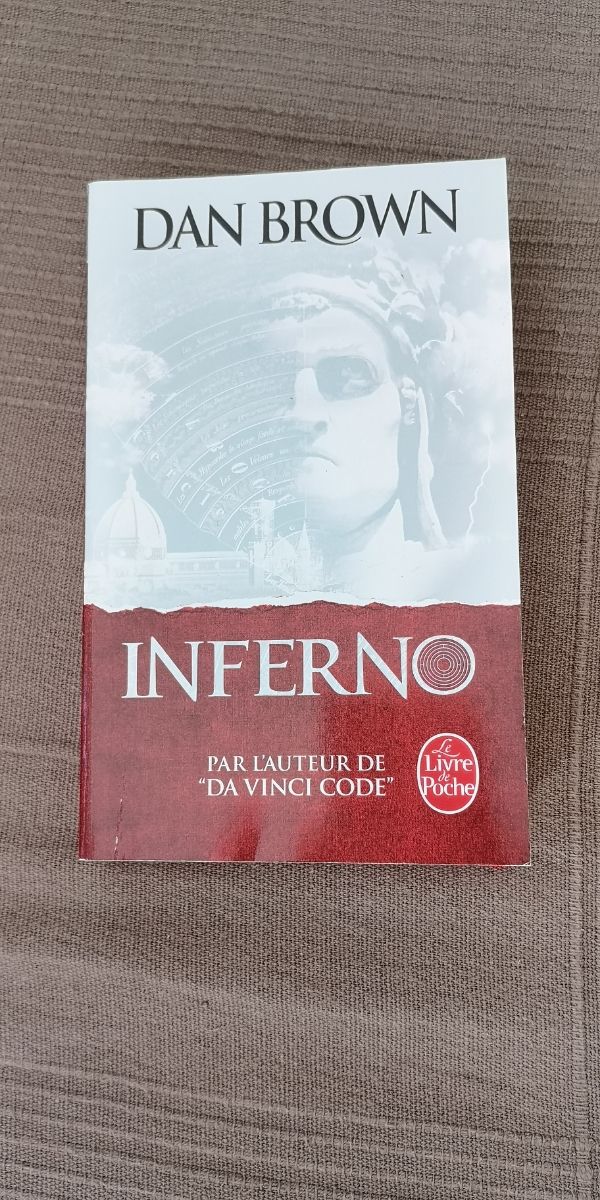 DAN BROWN
INFERNO
PAR L'AUTEUR DE
"DA VINCI CODE"
Le
Livre
de
Poche